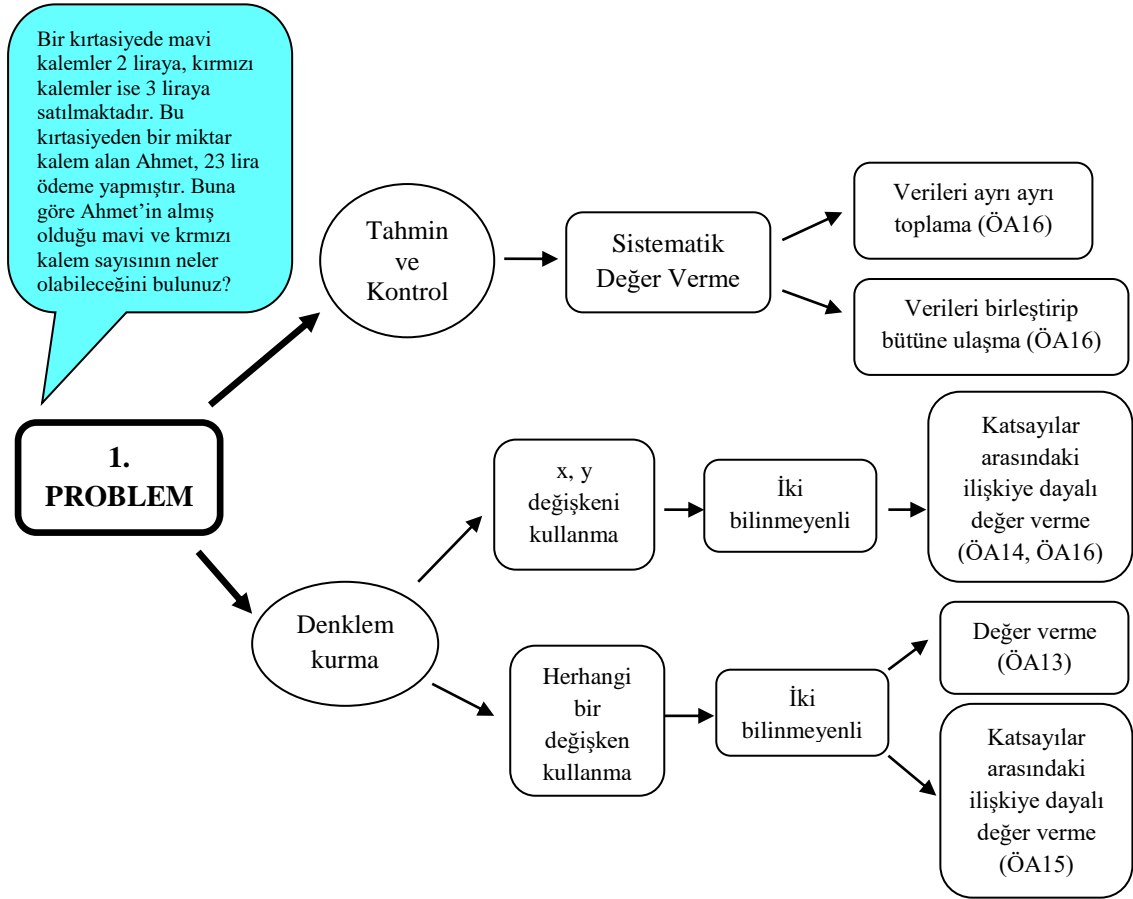 Bir kırtasiyede mavi
kalemler 2 liraya, kırmızı
kalemler ise 3 liraya
satılmaktadır. Bu
kırtasiyeden bir miktar
kalem alan Ahmet, 23 lira
ödeme yapmıştır. Buna
göre Ahmet’in almış
olduğu mavi ve krmızı
kalem sayısının neler
olabileceğini bulunuz?
1.
PROBLEM
Tahmin
ve
Kontrol
Sistematik
Değer Verme
Verileri ayrı ayrı
toplama (ÖA16)
Verileri birleştirip
bütüne ulaşma (ÖA16)
Denklem
kurma
x, y
değişkeni
kullanma
İki
bilinmeyenli
Katsayılar
arasındaki
ilişkiye dayalı
değer verme
(ÖA14, ÖA16)
Herhangi
bir
değişken
kullanma
İki
bilinmeyenli
Değer verme
(ÖA13)
Katsayılar
arasındaki
ilişkiye dayalı
değer verme
(ÖA15)